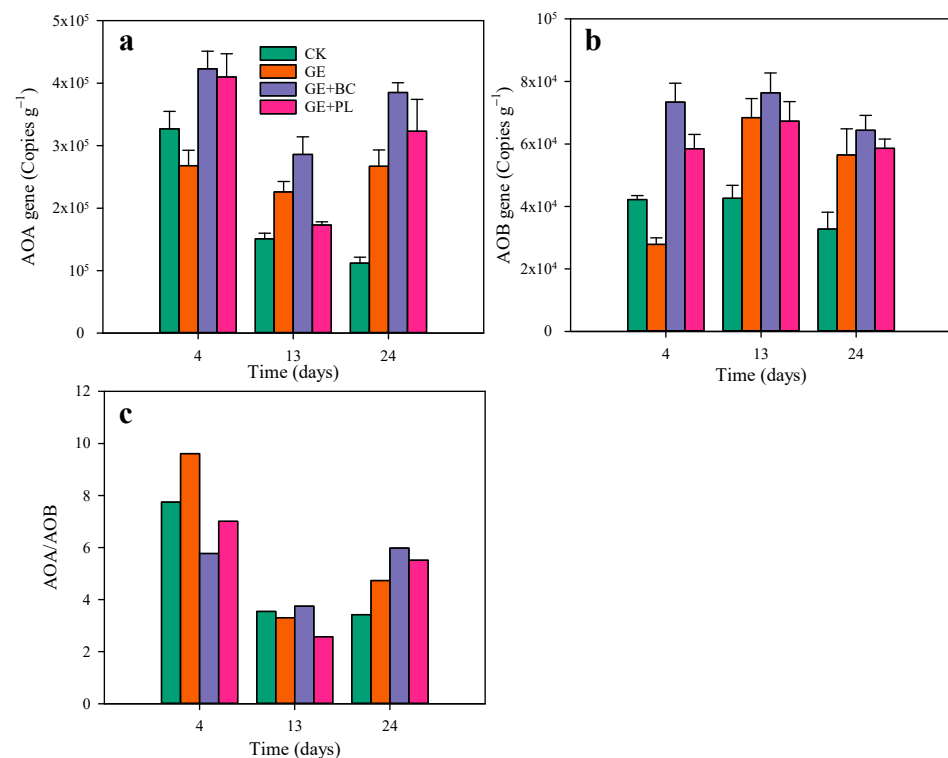 a
AOA gene (Copies g⁻¹)
5x10⁵
4x10⁵
3x10⁵
2x10⁵
10⁵
0
CK
GE
GE+BC
GE+PL
4
13
24
Time (days)
b
AOB gene (Copies g⁻¹)
10⁵
8x10⁴
6x10⁴
4x10⁴
2x10⁴
0
4
13
24
Time (days)
c
AOA/AOB
12
10
8
6
4
2
0
4
13
24
Time (days)